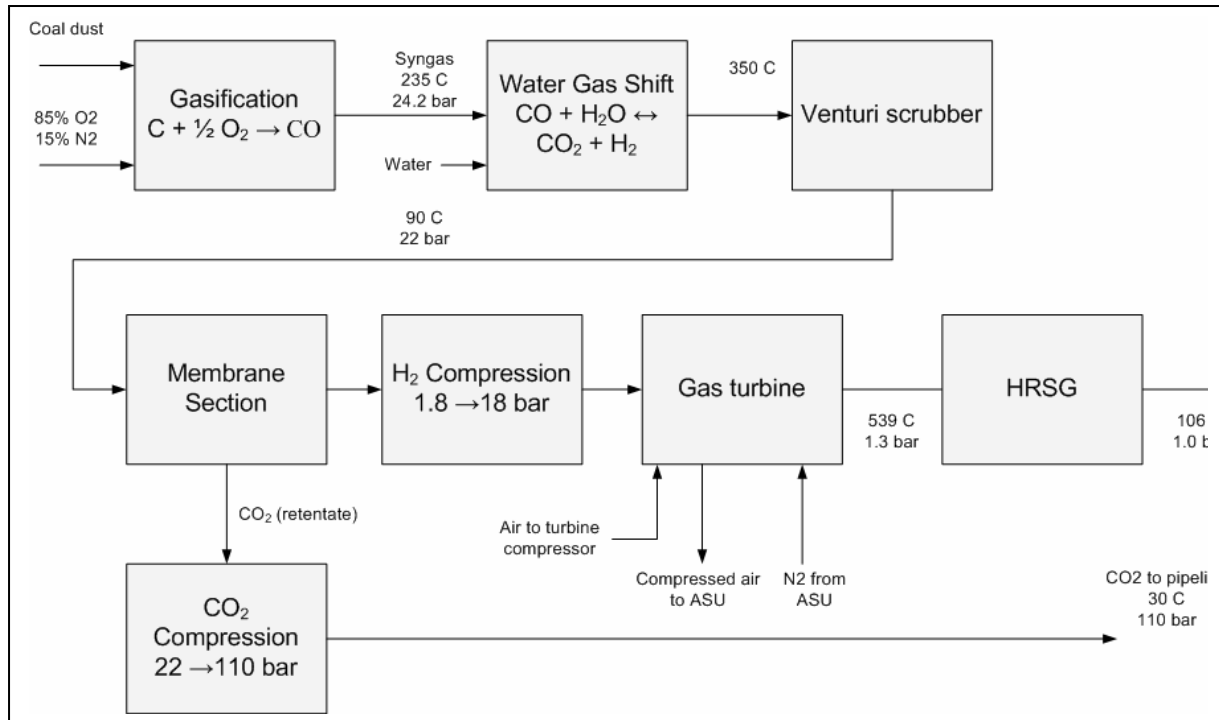 Coal dust
85% O2
15% N2
Gasification
C + ½ O₂ → CO
Syngas
235 C
24.2 bar
Water
Water Gas Shift
CO + H₂O ↔
CO₂ + H₂
350 C
Venturi scrubber
90 C
22 bar
Membrane
Section
H₂ Compression
1.8 →18 bar
Gas turbine
539 C
1.3 bar
HRSG
106
1.0 b
CO₂ (retentate)
Air to turbine
compressor
Compressed air
to ASU
N2 from
ASU
CO₂
Compression
22 →110 bar
CO2 to pipeli
30 C
110 bar